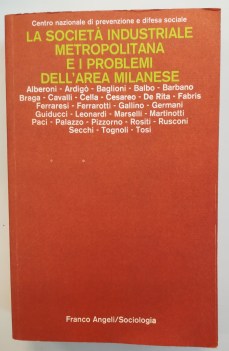 Centro nazionale di prevenzione e difesa sociale
LA SOCIETÀ INDUSTRIALE
METROPOLITANA
E I PROBLEMI
DELL'AREA MILANESE
Alberoni - Ardigò - Baglioni - Balbo - Barbano
Braga - Cavalli - Cella - Cesareo - De Rita - Fabris
Ferraresi - Ferrarotti - Gallino - Germani
Guiducci - Leonardi - Marselli - Martinotti
Paci - Palazzo - Pizzorno - Rositi - Rusconi
Secchi - Tognoli - Tosi
Franco Angeli/Sociologia